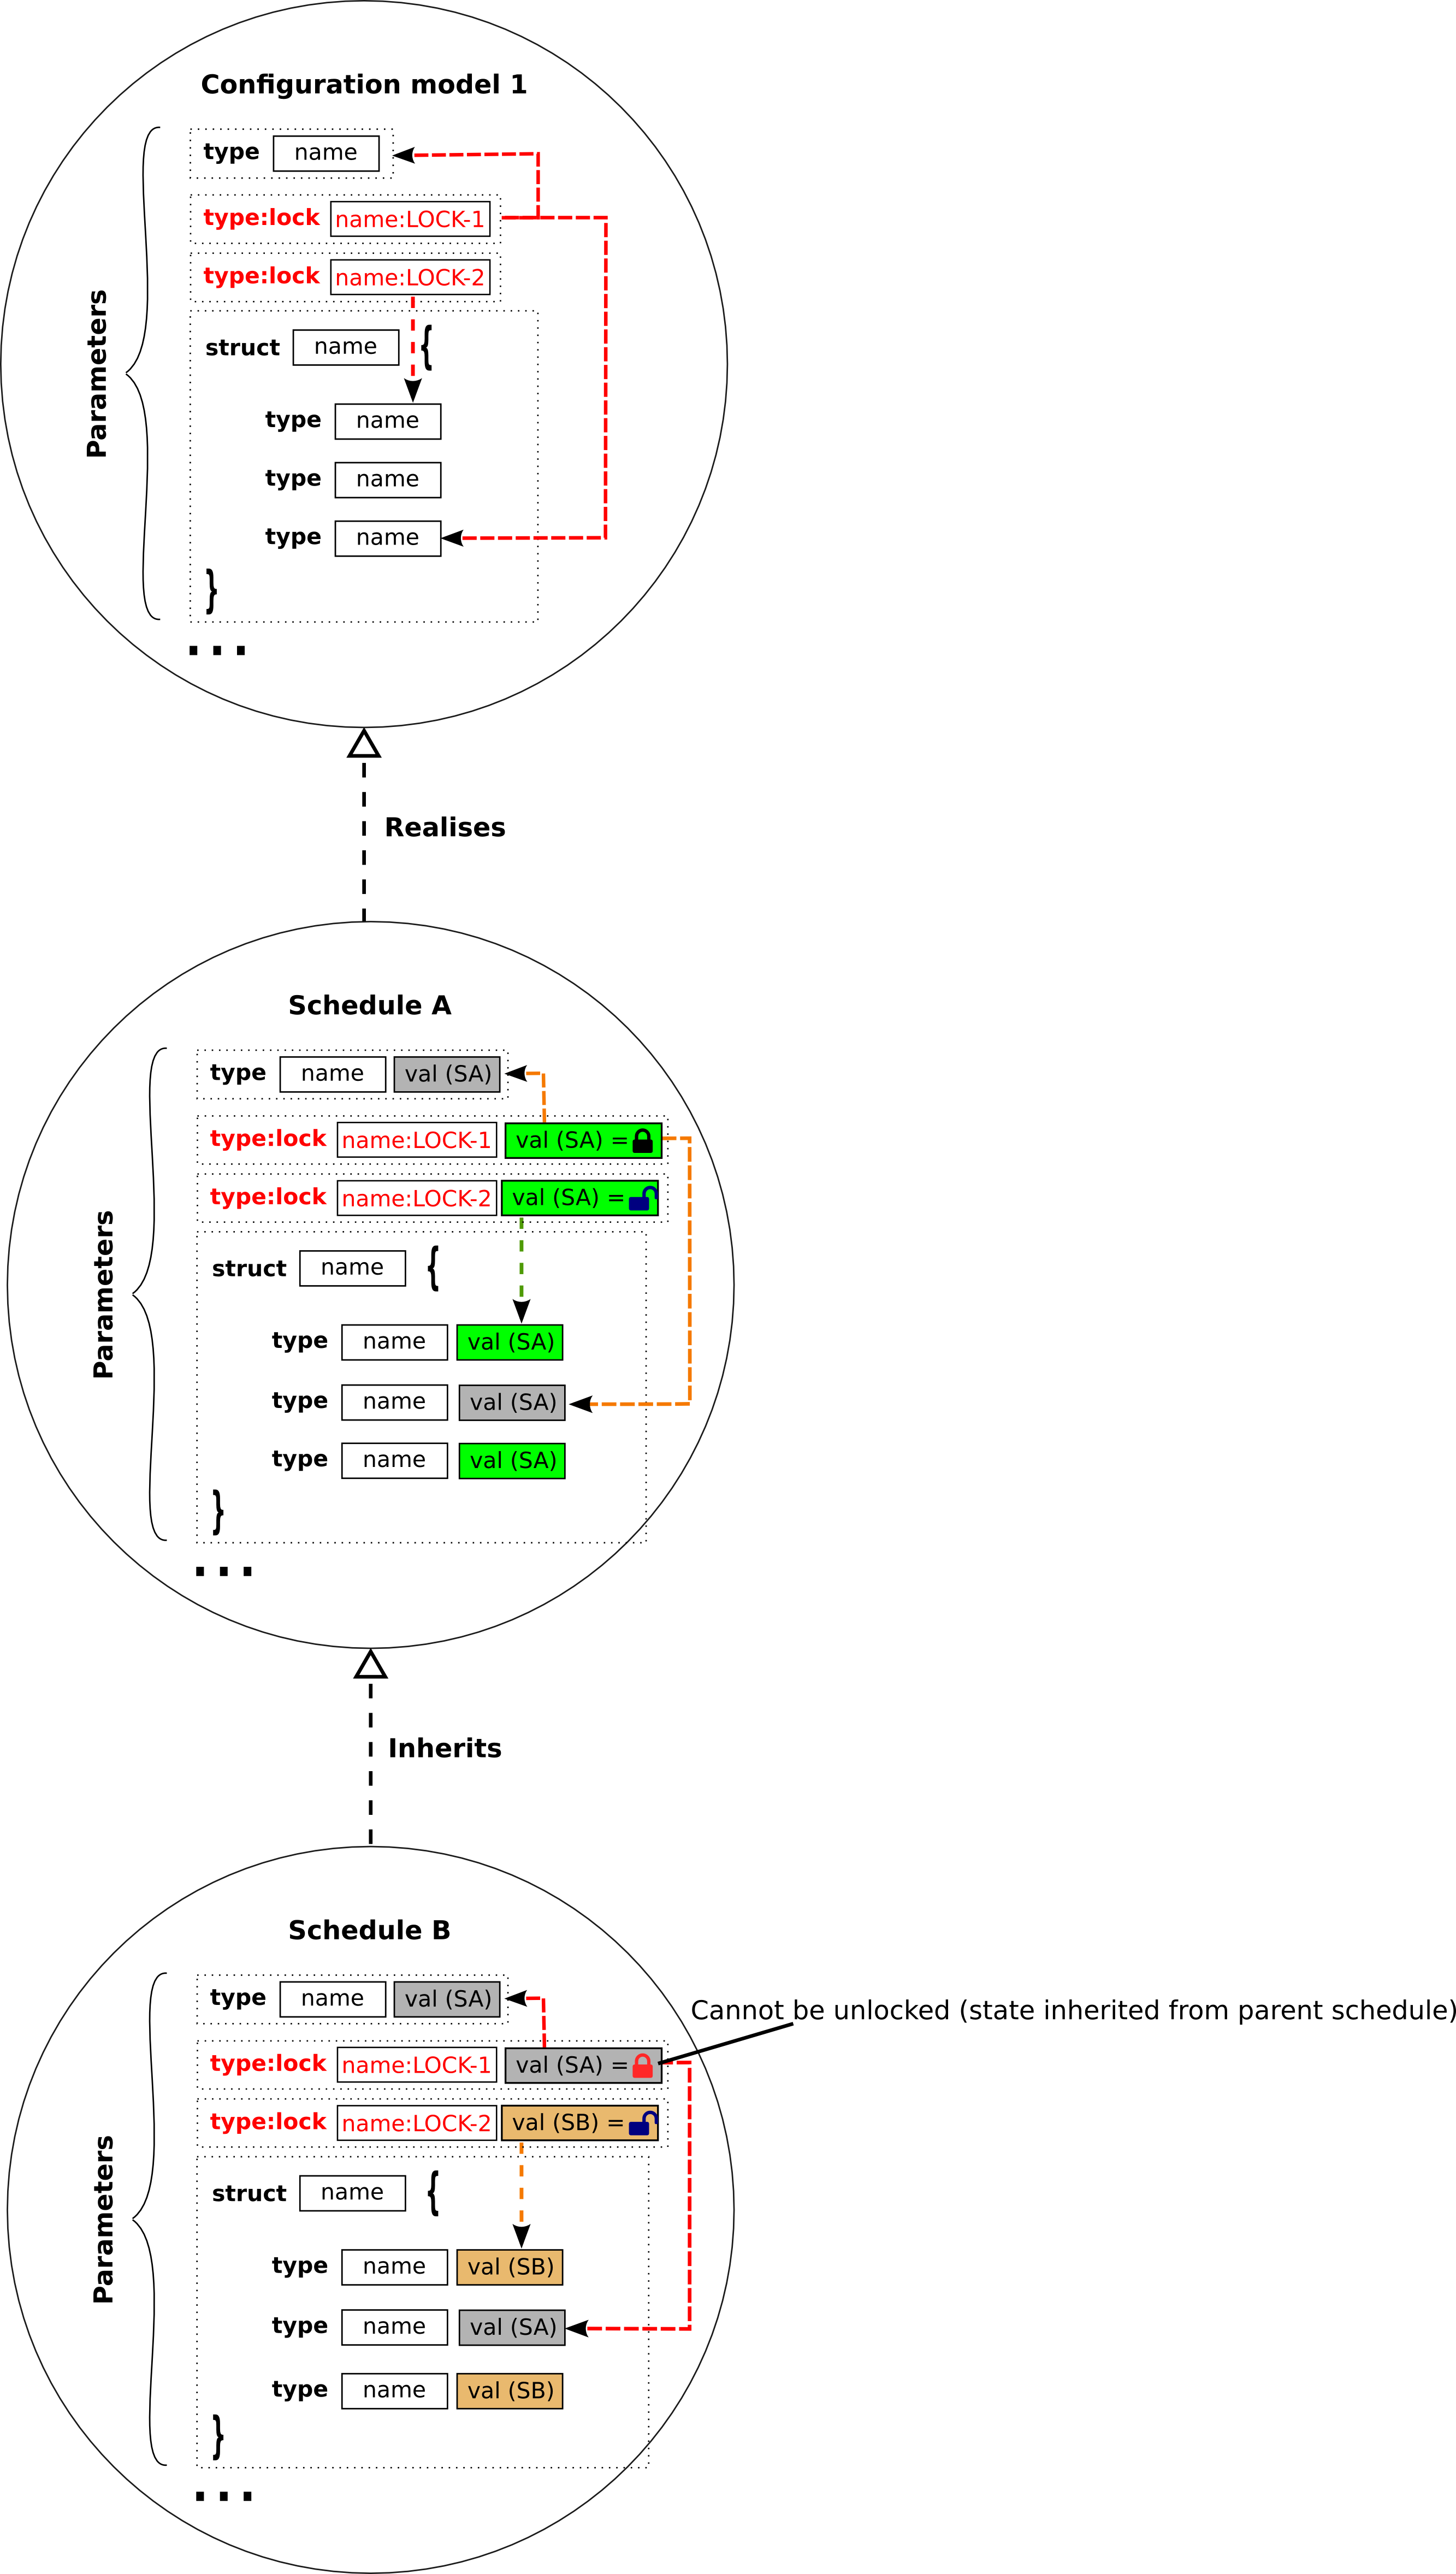 Configuration model 1
Parameters
type name
type:lock name:LOCK-1
type:lock name:LOCK-2
struct name {
type name
type name
type name
}
...
Realises
Schedule A
Parameters
type name val (SA)
type:lock name:LOCK-1 val (SA) =
type:lock name:LOCK-2 val (SA) =
struct name {
type name val (SA)
type name val (SA)
type name val (SA)
}
...
Inherits
Schedule B
Parameters
type name val (SA)
Cannot be unlocked (state inherited from parent schedule)
type:lock name:LOCK-1 val (SA) =
type:lock name:LOCK-2 val (SB) =
struct name {
type name val (SB)
type name val (SA)
type name val (SB)
}
...